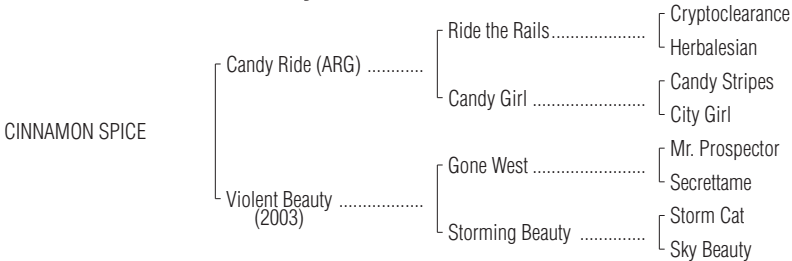 Cryptoclearance
Ride the Rails.....................
Herbalesian
Candy Ride (ARG) ............
Candy Stripes
Candy Girl .........................
City Girl
CINNAMON SPICE
Mr. Prospector
Gone West .........................
Secrettame
Violent Beauty ...................
(2003)
Storm Cat
Storming Beauty ..............
Sky Beauty